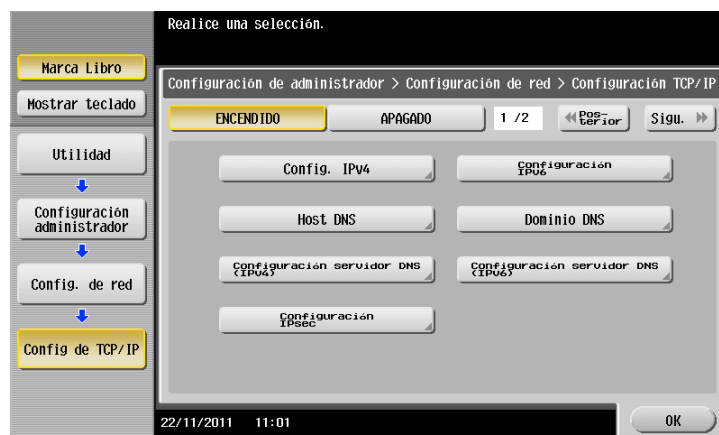 Realice una selección.
Marca Libro
Mostrar teclado
Utilidad
Configuración
administrador
Config. de red
Config de TCP/IP
Configuración de administrador > Configuración de red > Configuración TCP/IP
ENCENDIDO
APAGADO
1 /2
Pos-
terior
Sigu.
Config. IPv4
Configuración
IPv6
Host DNS
Dominio DNS
Configuración servidor DNS
(IPv4)
Configuración servidor DNS
(IPv6)
Configuración
IPsec
22/11/2011 11:01
OK